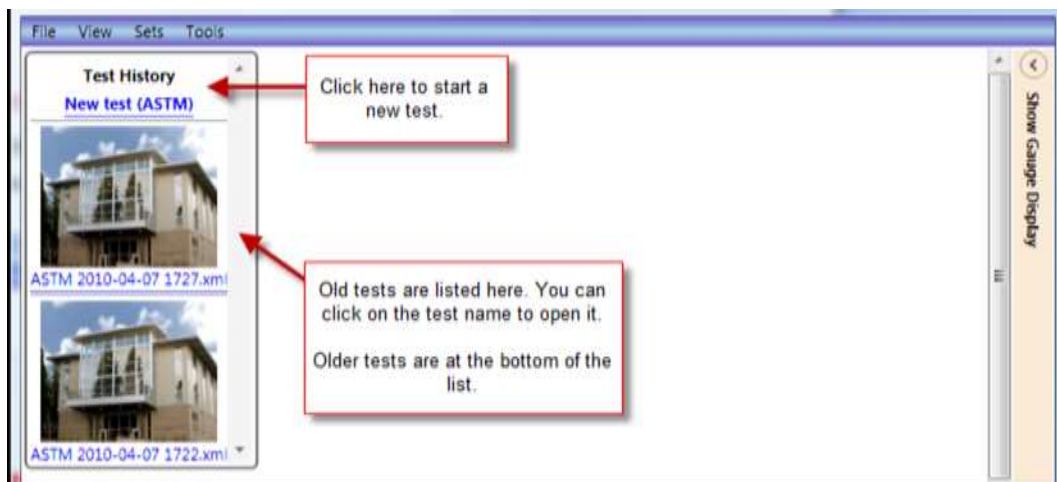 File View Sets Tools
Test History
New test (ASTM)
ASTM 2010-04-07 1727.xml
ASTM 2010-04-07 1722.xml
Click here to start a
new test.
Old tests are listed here. You can
click on the test name to open it.
Older tests are at the bottom of the
list.
Show Gauge Display